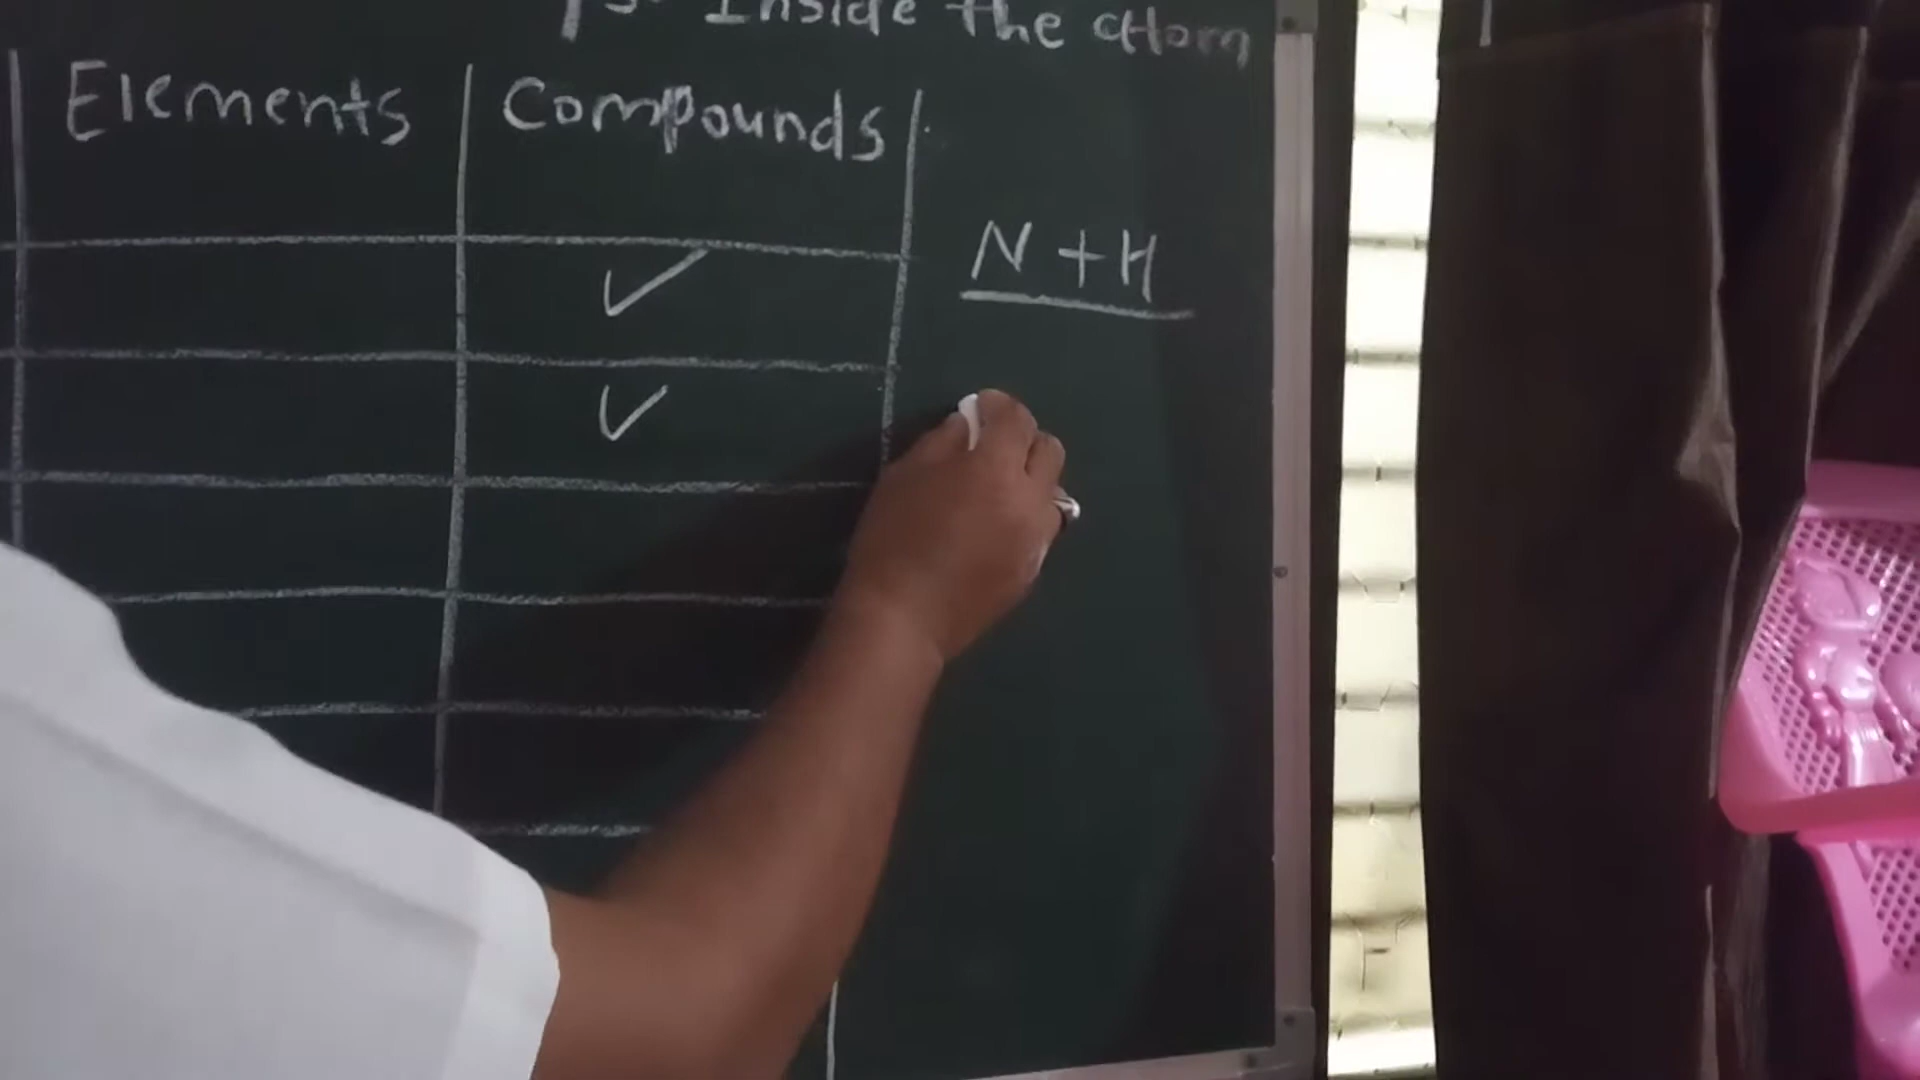 Inside the atom
Elements Compounds
N + H
✓
✓